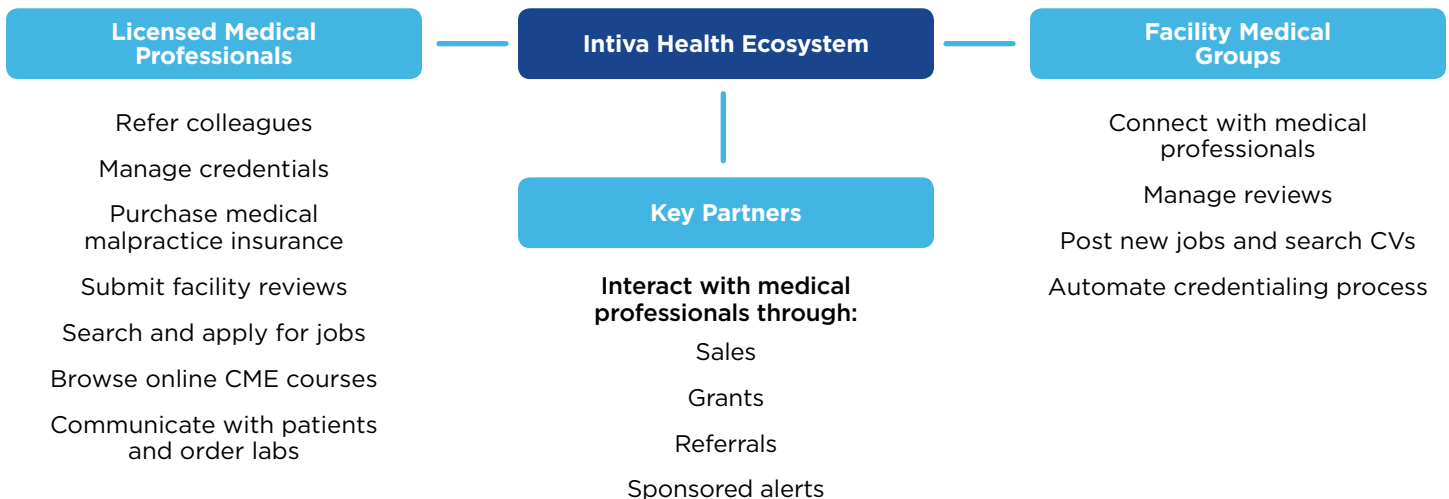 Licensed Medical
Professionals
Refer colleagues
Manage credentials
Purchase medical
malpractice insurance
Submit facility reviews
Search and apply for jobs
Browse online CME courses
Communicate with patients
and order labs
Intiva Health Ecosystem
Key Partners
Interact with medical
professionals through:
Sales
Grants
Referrals
Sponsored alerts
Facility Medical
Groups
Connect with medical
professionals
Manage reviews
Post new jobs and search CVs
Automate credentialing process